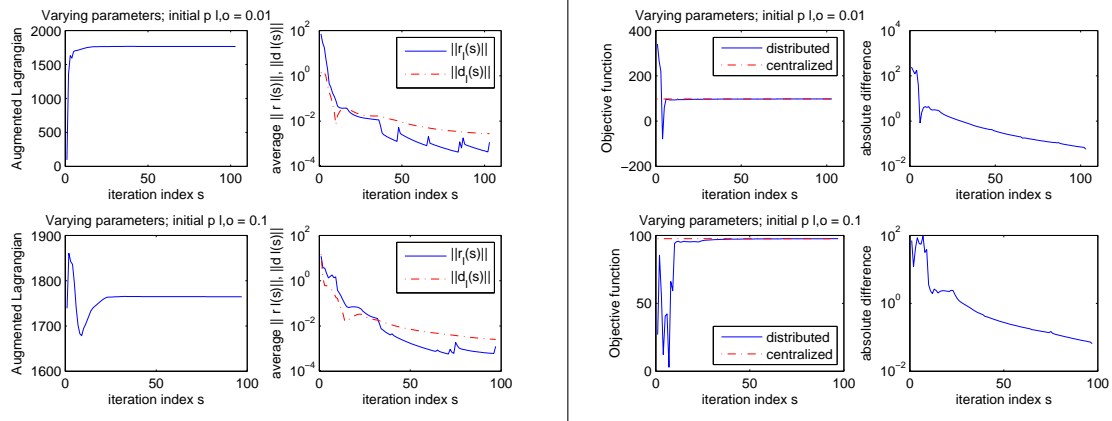 Varying parameters; initial p l,o = 0.01
Augmented Lagrangian
2000
1500
1000
500
0
0 50 100
iteration index s
average || r l(s)||, ||d l(s)||
10^2
10^0
10^-2
10^-4
||r_l(s)||
||d_l(s)||
0 50 100
iteration index s
Varying parameters; initial p l,o = 0.1
Augmented Lagrangian
1900
1800
1700
1600
0 50 100
iteration index s
average || r l(s)||, ||d l(s)||
10^2
10^0
10^-2
10^-4
||r_l(s)||
||d_l(s)||
0 50 100
iteration index s
Varying parameters; initial p l,o = 0.01
Objective function
400
200
0
−200
distributed
centralized
0 50 100
iteration index s
absolute difference
10^4
10^2
10^0
10^-2
0 50 100
iteration index s
Varying parameters; initial p l,o = 0.1
Objective function
100
50
0
distributed
centralized
0 50 100
iteration index s
absolute difference
10^2
10^0
10^-2
0 50 100
iteration index s